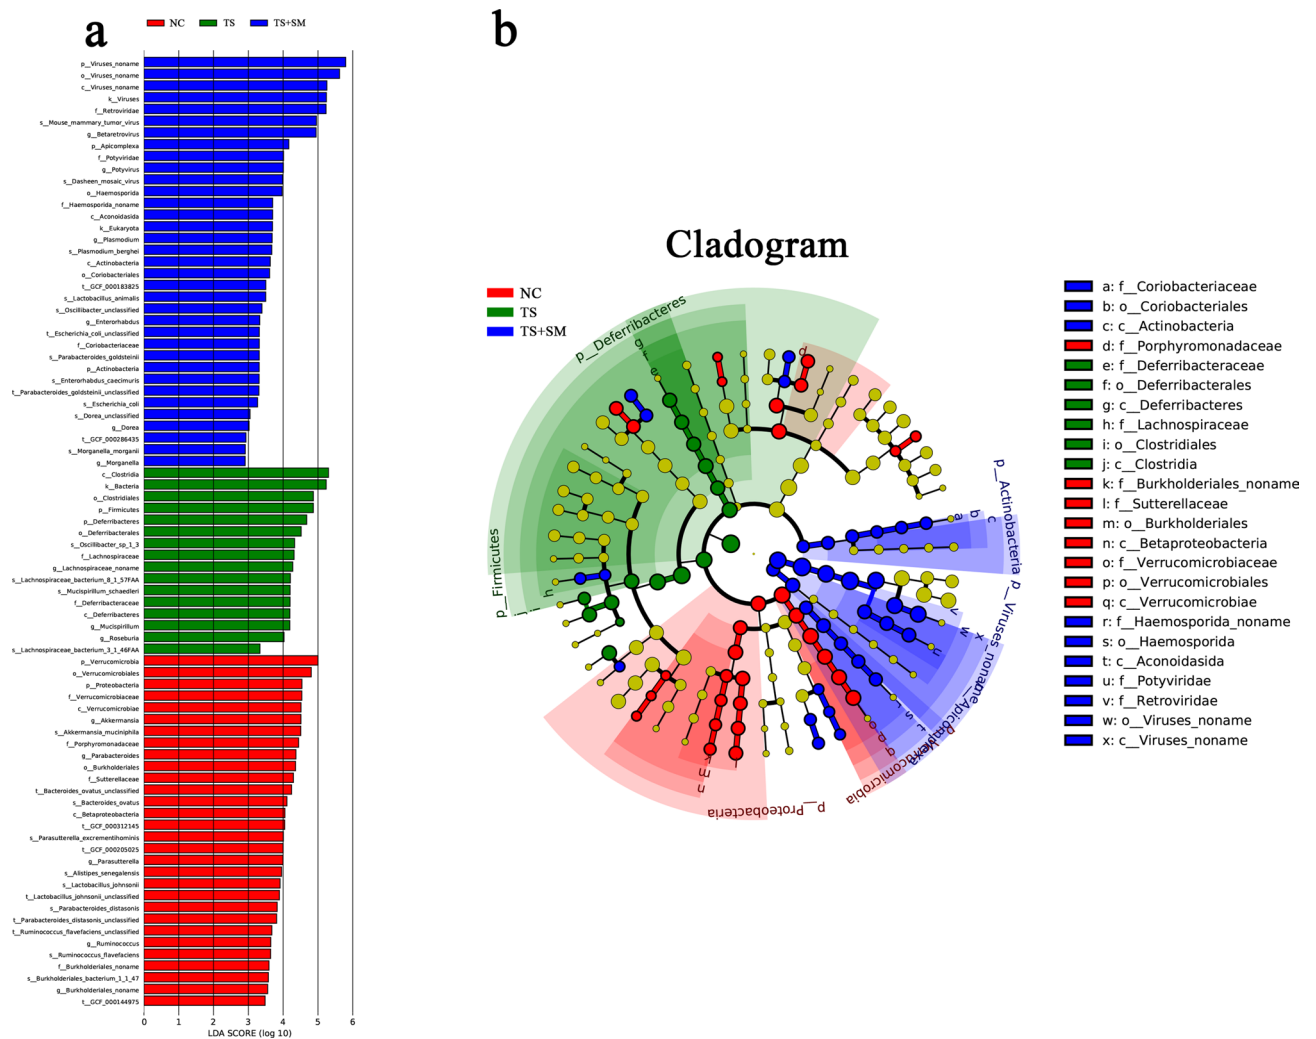 a
NC TS TS+SM
p__Viruses_noname
o__Viruses_noname
c__Viruses_noname
k__Viruses
f__Retroviridae
s__Mouse_mammary_tumor_virus
g__Betaretrovirus
p__Apicomplexa
f__Potyviridae
g__Potyvirus
s__Dasheen_mosaic_virus
o__Haemosporida
f__Haemosporida_noname
c__Aconoidasida
k__Eukaryota
g__Plasmodium
s__Plasmodium_berghei
c__Actinobacteria
o__Coriobacteriales
t__GCF_000183825
s__Lactobacillus_animalis
s__Oscillibacter_unclassified
g__Enterorhabdus
t__Escherichia_coli_unclassified
f__Coriobacteriaceae
s__Parabacteroides_goldsteinii
p__Actinobacteria
s__Enterorhabdus_caecimuris
t__Parabacteroides_goldsteinii_unclassified
s__Escherichia_coli
s__Dorea_unclassified
g__Dorea
t__GCF_000286435
s__Morganella_morganii
g__Morganella
c__Clostridia
k__Bacteria
o__Clostridiales
p__Firmicutes
p__Deferribacteres
o__Deferribacterales
s__Oscillibacter_sp_1_3
f__Lachnospiraceae
g__Lachnospiraceae_noname
s__Lachnospiraceae_bacterium_8_1_57FAA
s__Mucispirillum_schaedleri
f__Deferribacteraceae
c__Deferribacteres
g__Mucispirillum
g__Roseburia
s__Lachnospiraceae_bacterium_3_1_46FAA
p__Verrucomicrobia
o__Verrucomicrobiales
p__Proteobacteria
f__Verrucomicrobiaceae
c__Verrucomicrobiae
g__Akkermansia
s__Akkermansia_muciniphila
f__Porphyromonadaceae
g__Parabacteroides
o__Burkholderiales
f__Sutterellaceae
t__Bacteroides_ovatus_unclassified
s__Bacteroides_ovatus
c__Betaproteobacteria
t__GCF_000312145
s__Parasutterella_excrementihominis
t__GCF_000205025
g__Parasutterella
s__Alistipes_senegalensis
s__Lactobacillus_johnsonii
t__Lactobacillus_johnsonii_unclassified
s__Parabacteroides_distasonis
t__Parabacteroides_distasonis_unclassified
t__Ruminococcus_flavefaciens_unclassified
g__Ruminococcus
s__Ruminococcus_flavefaciens
f__Burkholderiales_noname
s__Burkholderiales_bacterium_1_1_47
g__Burkholderiales_noname
t__GCF_000144975
0 1 2 3 4 5 6
LDA SCORE (log 10)
b
Cladogram
NC
TS
TS+SM
p__Deferribacteres
g
f
e
d
p__Firmicutes
j
i
h
p__Actinobacteria
a
b
c
p__Viruses_noname
v
w
x
u
p__Apicomplexa
r
s
t
o
p
q
p__Proteobacteria
k
m
n
a: f__Coriobacteriaceae
b: o__Coriobacteriales
c: c__Actinobacteria
d: f__Porphyromonadaceae
e: f__Deferribacteraceae
f: o__Deferribacterales
g: c__Deferribacteres
h: f__Lachnospiraceae
i: o__Clostridiales
j: c__Clostridia
k: f__Burkholderiales_noname
l: f__Sutterellaceae
m: o__Burkholderiales
n: c__Betaproteobacteria
o: f__Verrucomicrobiaceae
p: o__Verrucomicrobiales
q: c__Verrucomicrobiae
r: f__Haemosporida_noname
s: o__Haemosporida
t: c__Aconoidasida
u: f__Potyviridae
v: f__Retroviridae
w: o__Viruses_noname
x: c__Viruses_noname